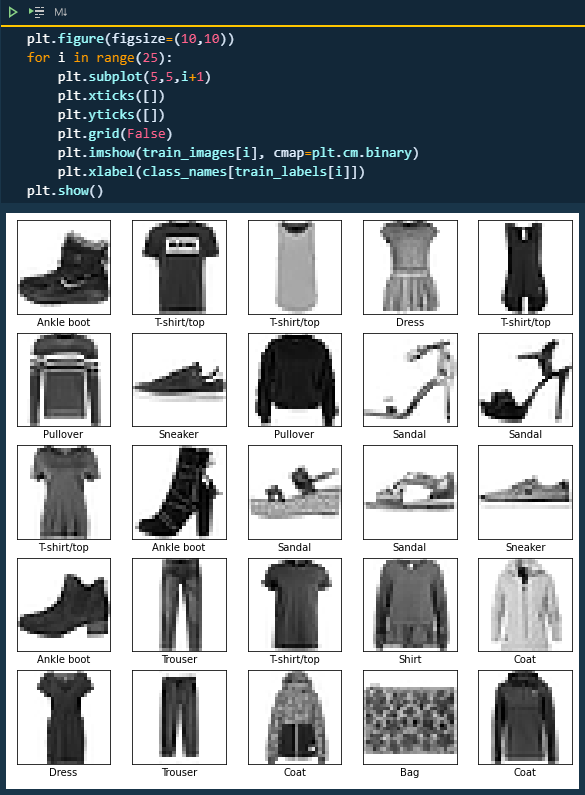 M↓
plt.figure(figsize=(10,10))
for i in range(25):
    plt.subplot(5,5,i+1)
    plt.xticks([])
    plt.yticks([])
    plt.grid(False)
    plt.imshow(train_images[i], cmap=plt.cm.binary)
    plt.xlabel(class_names[train_labels[i]])
plt.show()
Ankle boot T-shirt/top T-shirt/top Dress T-shirt/top
Pullover Sneaker Pullover Sandal Sandal
T-shirt/top Ankle boot Sandal Sandal Sneaker
Ankle boot Trouser T-shirt/top Shirt Coat
Dress Trouser Coat Bag Coat